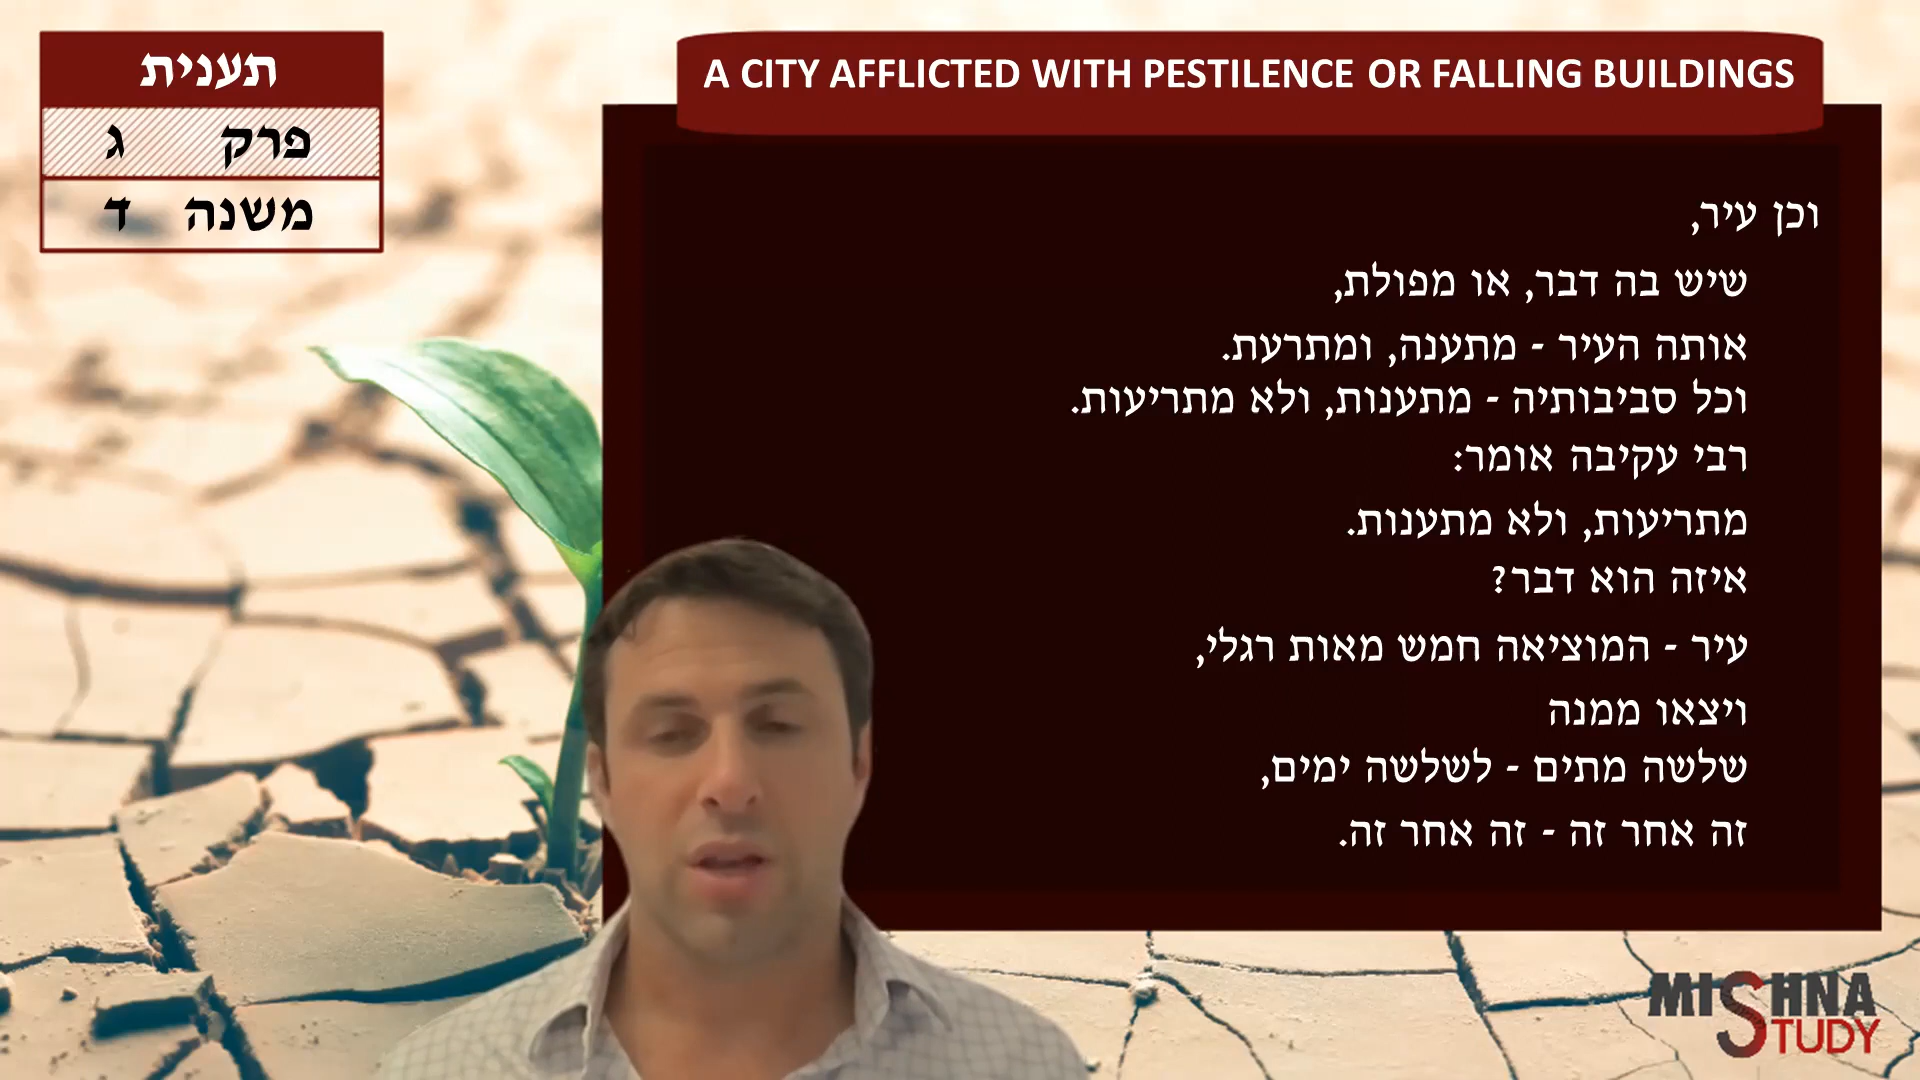 תענית
פרק ג
משנה ד
A CITY AFFLICTED WITH PESTILENCE OR FALLING BUILDINGS
וכן עיר,
שיש בה דבר, או מפולת,
אותה העיר - מתענה, ומתרעת.
וכל סביבותיה - מתענות, ולא מתריעות.
רבי עקיבה אומר:
מתריעות, ולא מתענות.
איזה הוא דבר?
עיר - המוציאה חמש מאות רגלי,
ויצאו ממנה
שלשה מתים - לשלשה ימים,
זה אחר זה - זה אחר זה.
MISHNA
STUDY